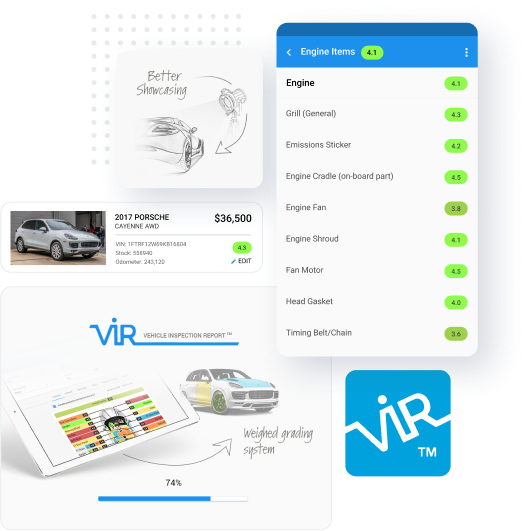 Better
Showcasing
Engine Items 4.1
Engine 4.1
Grill (General) 4.3
Emissions Sticker 4.2
Engine Cradle (on-board part) 4.5
Engine Fan 3.8
Engine Shroud 4.1
Fan Motor 4.5
Head Gasket 4.0
Timing Belt/Chain 3.6
2017 PORSCHE $36,500
CAYENNE AWD
VIN: 1FTRF12W69KB16804
Stock: 556940 4.3
Odometer: 243,120 EDIT
ViR VEHICLE INSPECTION REPORT™
Weighed grading
system
74%
ViR
TM